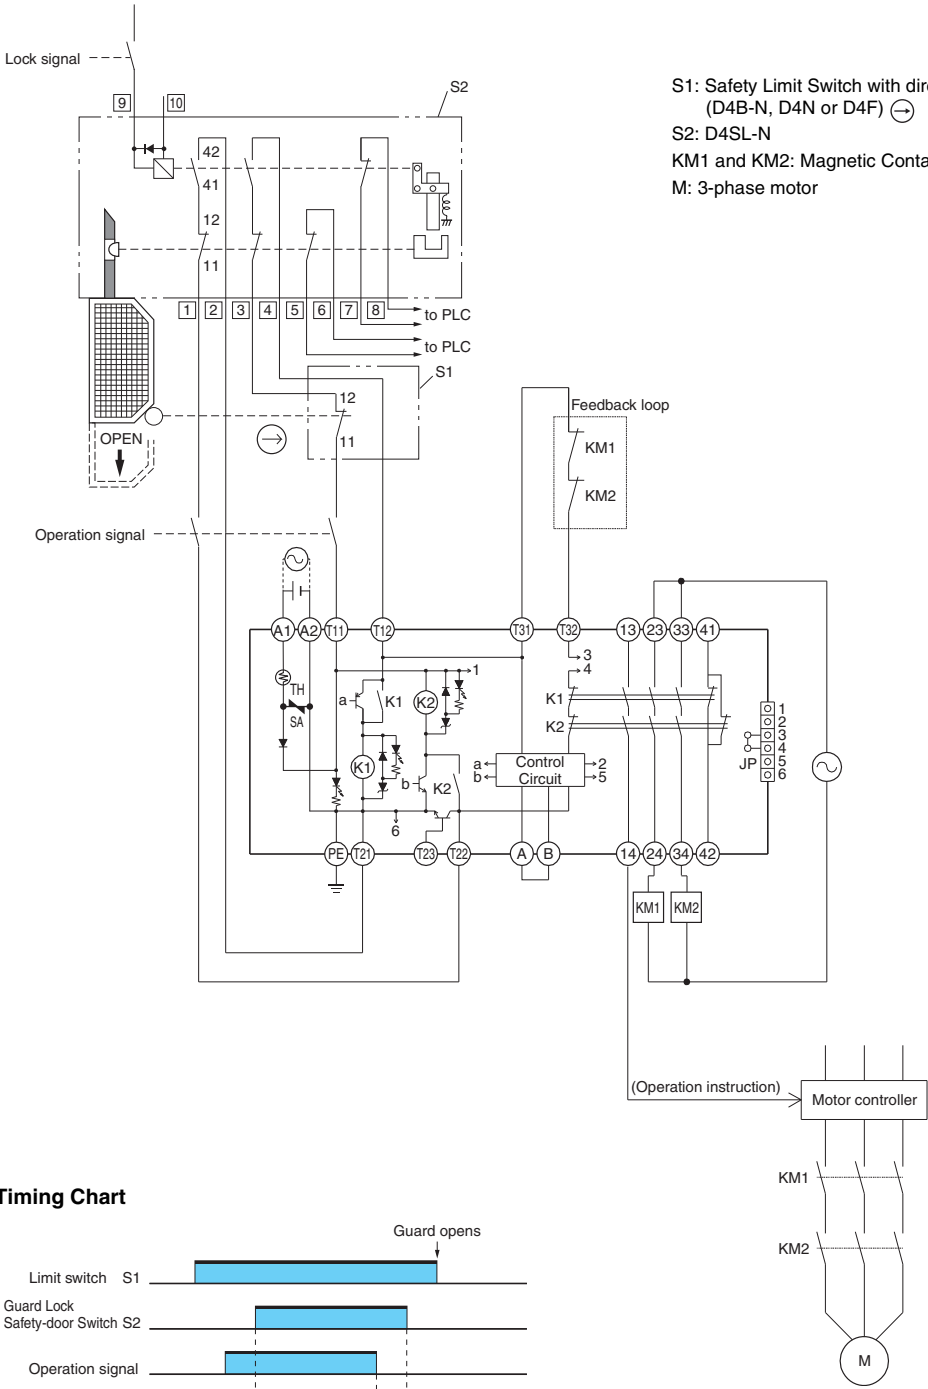 Lock signal
9
10
S2
S1: Safety Limit Switch with
(D4B-N, D4N or D4F)
S2: D4SL-N
KM1 and KM2: Magnetic
M: 3-phase motor
42
41
12
11
1 2 3 4 5 6 7 8
to PLC
to PLC
S1
12
11
OPEN
Feedback loop
KM1
KM2
Operation signal
A1 A2 T11 T12 T31 T32 13 23 33 41
3
4
1
TH
SA
a
K1
K2
K1
K2
K1
b
K2
a
b
Control
Circuit
2
5
6
JP
1
2
3
4
5
6
PE T21 T23 T22 A B 14 24 34 42
KM1 KM2
(Operation instruction)
Motor controller
KM1
KM2
M
Timing Chart
Guard opens
Limit switch S1
Guard Lock
Safety-door Switch S2
Operation signal